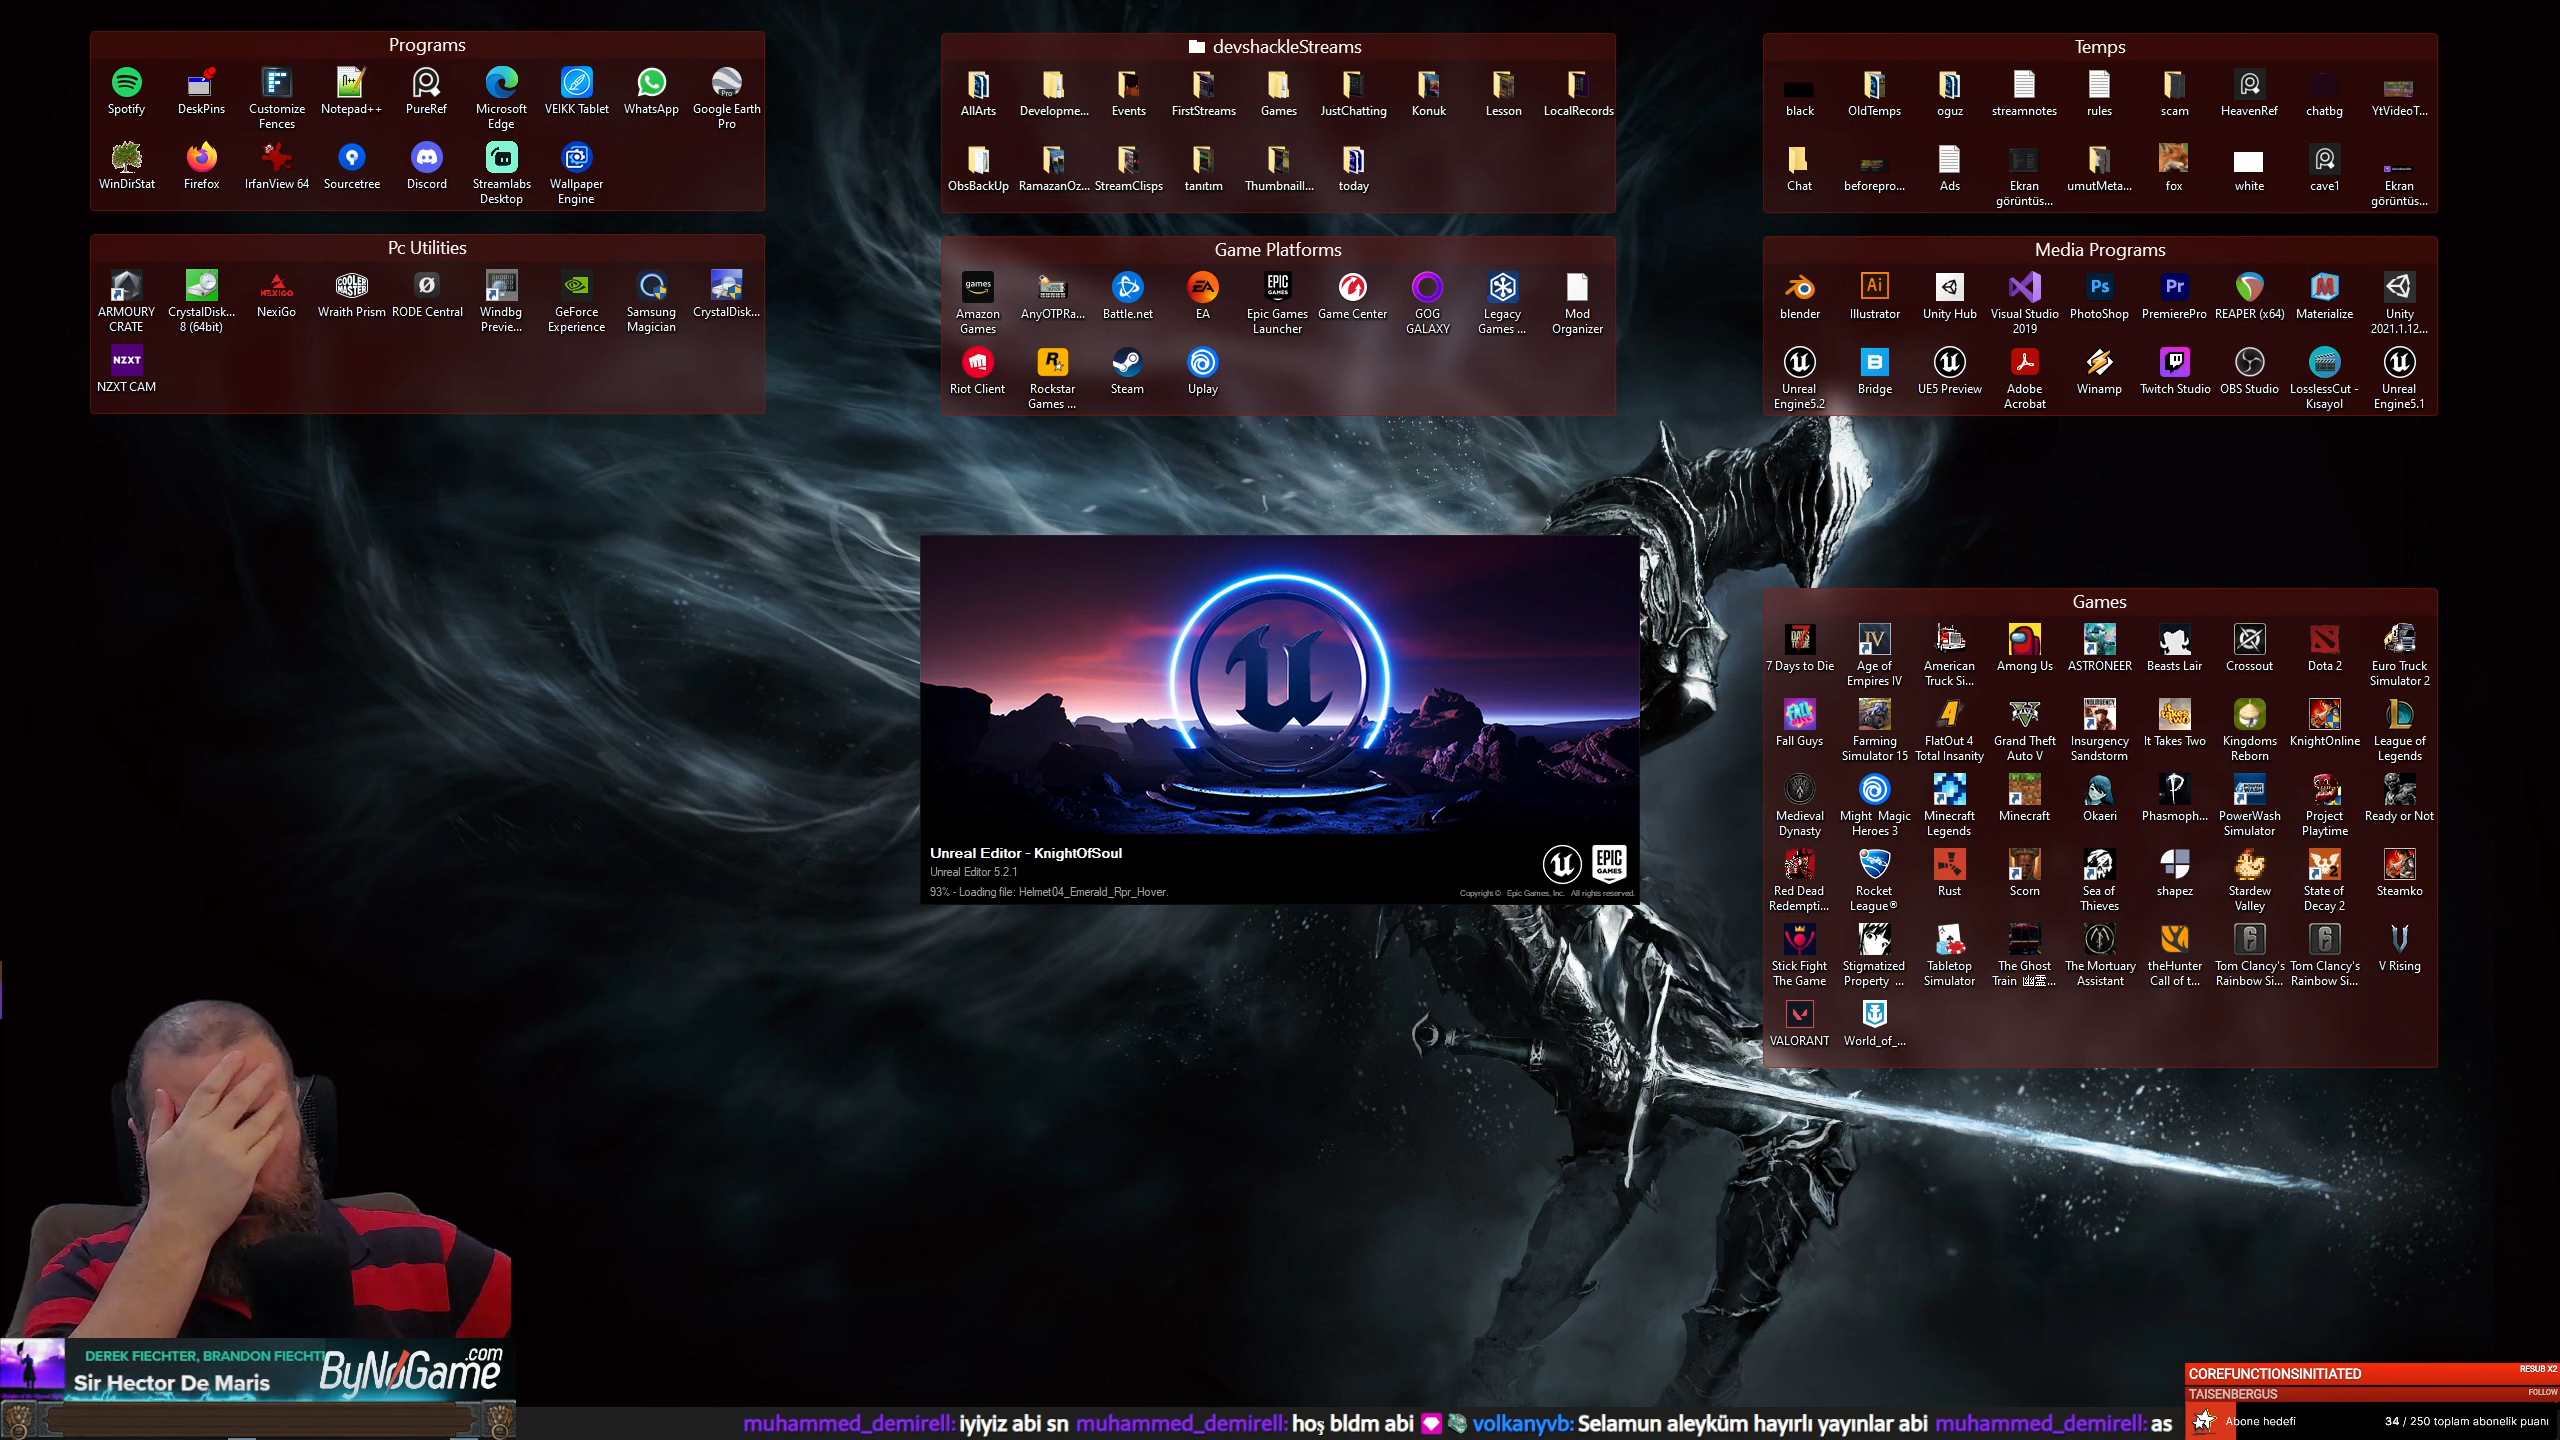 Programs
Spotify
DeskPins
Customize Fences
Notepad++
PureRef
Microsoft Edge
VEIKK Tablet
WhatsApp
Google Earth Pro
WinDirStat
Firefox
IrfanView 64
Sourcetree
Discord
Streamlabs Desktop
Wallpaper Engine
Pc Utilities
ARMOURY CRATE
CrystalDisk... 8 (64bit)
NexiGo
Wraith Prism
RODE Central
Windbg Previe...
GeForce Experience
Samsung Magician
CrystalDisk...
NZXT CAM
devshackleStreams
AllArts
Developme...
Events
FirstStreams
Games
JustChatting
Konuk
Lesson
LocalRecords
ObsBackUp
RamazanOz...
StreamClisps
tanıtım
Thumbnaill...
today
Game Platforms
Amazon Games
AnyOTPRa...
Battle.net
EA
Epic Games Launcher
Game Center
GOG GALAXY
Legacy Games ...
Mod Organizer
Riot Client
Rockstar Games ...
Steam
Uplay
Temps
black
OldTemps
oguz
streamnotes
rules
scam
HeavenRef
chatbg
YtVideoT...
Chat
beforepro...
Ads
Ekran görüntüs...
umutMeta...
fox
white
cave1
Ekran görüntüs...
Media Programs
blender
Illustrator
Unity Hub
Visual Studio 2019
PhotoShop
PremierePro
REAPER (x64)
Materialize
Unity 2021.1.12...
Unreal Engine5.2
Bridge
UE5 Preview
Adobe Acrobat
Winamp
Twitch Studio
OBS Studio
LosslesCut - Kısayol
Unreal Engine5.1
Unreal Editor - KnightOfSoul
Unreal Editor 5.2.1
93% - Loading file: Helmet04_Emerald_Rpr_Hover.
EPIC GAMES
Copyright © Epic Games, Inc. All rights reserved.
Games
7 Days to Die
Age of Empires IV
American Truck Si...
Among Us
ASTRONEER
Beasts Lair
Crossout
Dota 2
Euro Truck Simulator 2
Fall Guys
Farming Simulator 15
FlatOut 4 Total Insanity
Grand Theft Auto V
Insurgency Sandstorm
It Takes Two
Kingdoms Reborn
KnightOnline
League of Legends
Medieval Dynasty
Might Magic Heroes 3
Minecraft Legends
Minecraft
Okaeri
Phasmoph...
PowerWash Simulator
Project Playtime
Ready or Not
Red Dead Redempti...
Rocket League®
Rust
Scorn
Sea of Thieves
shapez
Stardew Valley
State of Decay 2
Steamko
Stick Fight The Game
Stigmatized Property ...
Tabletop Simulator
The Ghost Train 幽霊...
The Mortuary Assistant
theHunter Call of t...
Tom Clancy's Rainbow Si...
Tom Clancy's Rainbow Si...
V Rising
VALORANT
World_of_...
DEREK FIECHTER, BRANDON FIECHT
Sir Hector De Maris
ByNoGame.com
muhammed_demirell: iyiyiz abi sn muhammed_demirell: hoş bldm abi volkanyvb: Selamun aleyküm hayırlı yayınlar abi muhammed_demirell: as
COREFUNCTIONSINITIATED RESUB X2
TAISENBERGUS FOLLOW
Abone hedefi 34 / 250 toplam abonelik puanı